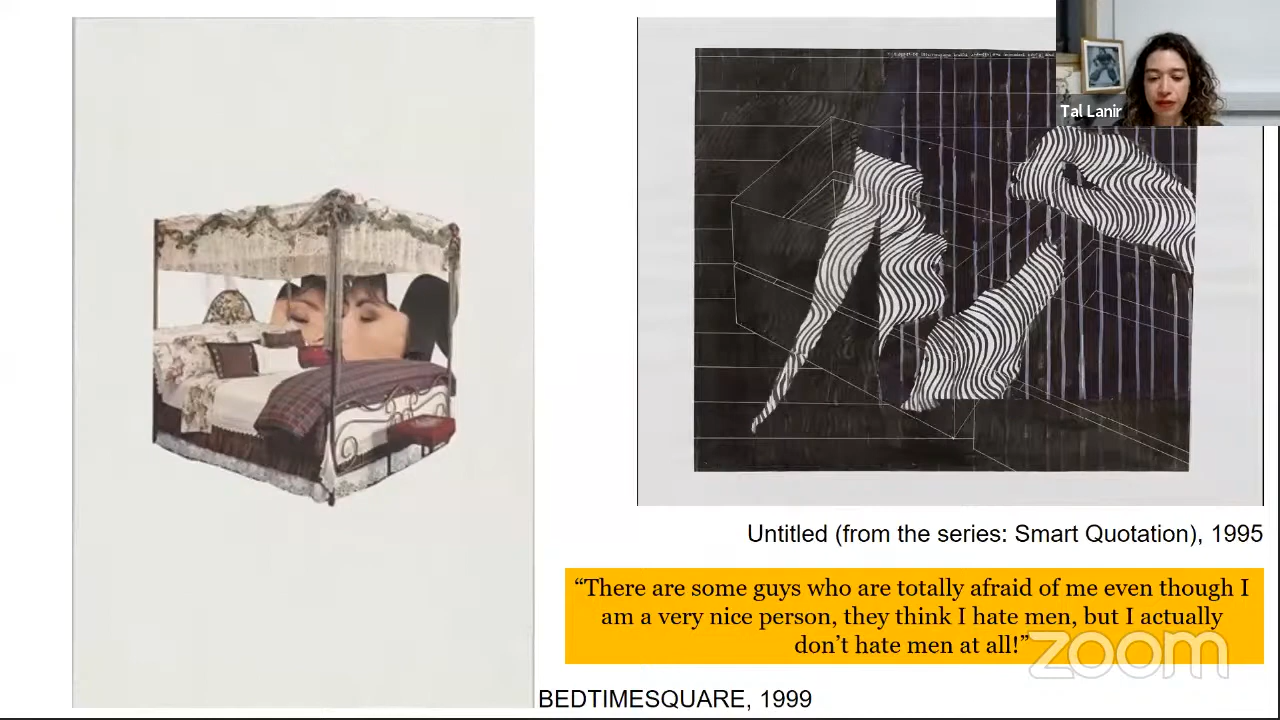 Tal Lanir
Untitled (from the series: Smart Quotation), 1995
“There are some guys who are totally afraid of me even though I
am a very nice person, they think I hate men, but I actually
don’t hate men at all!”
zoom
BEDTIMESQUARE, 1999